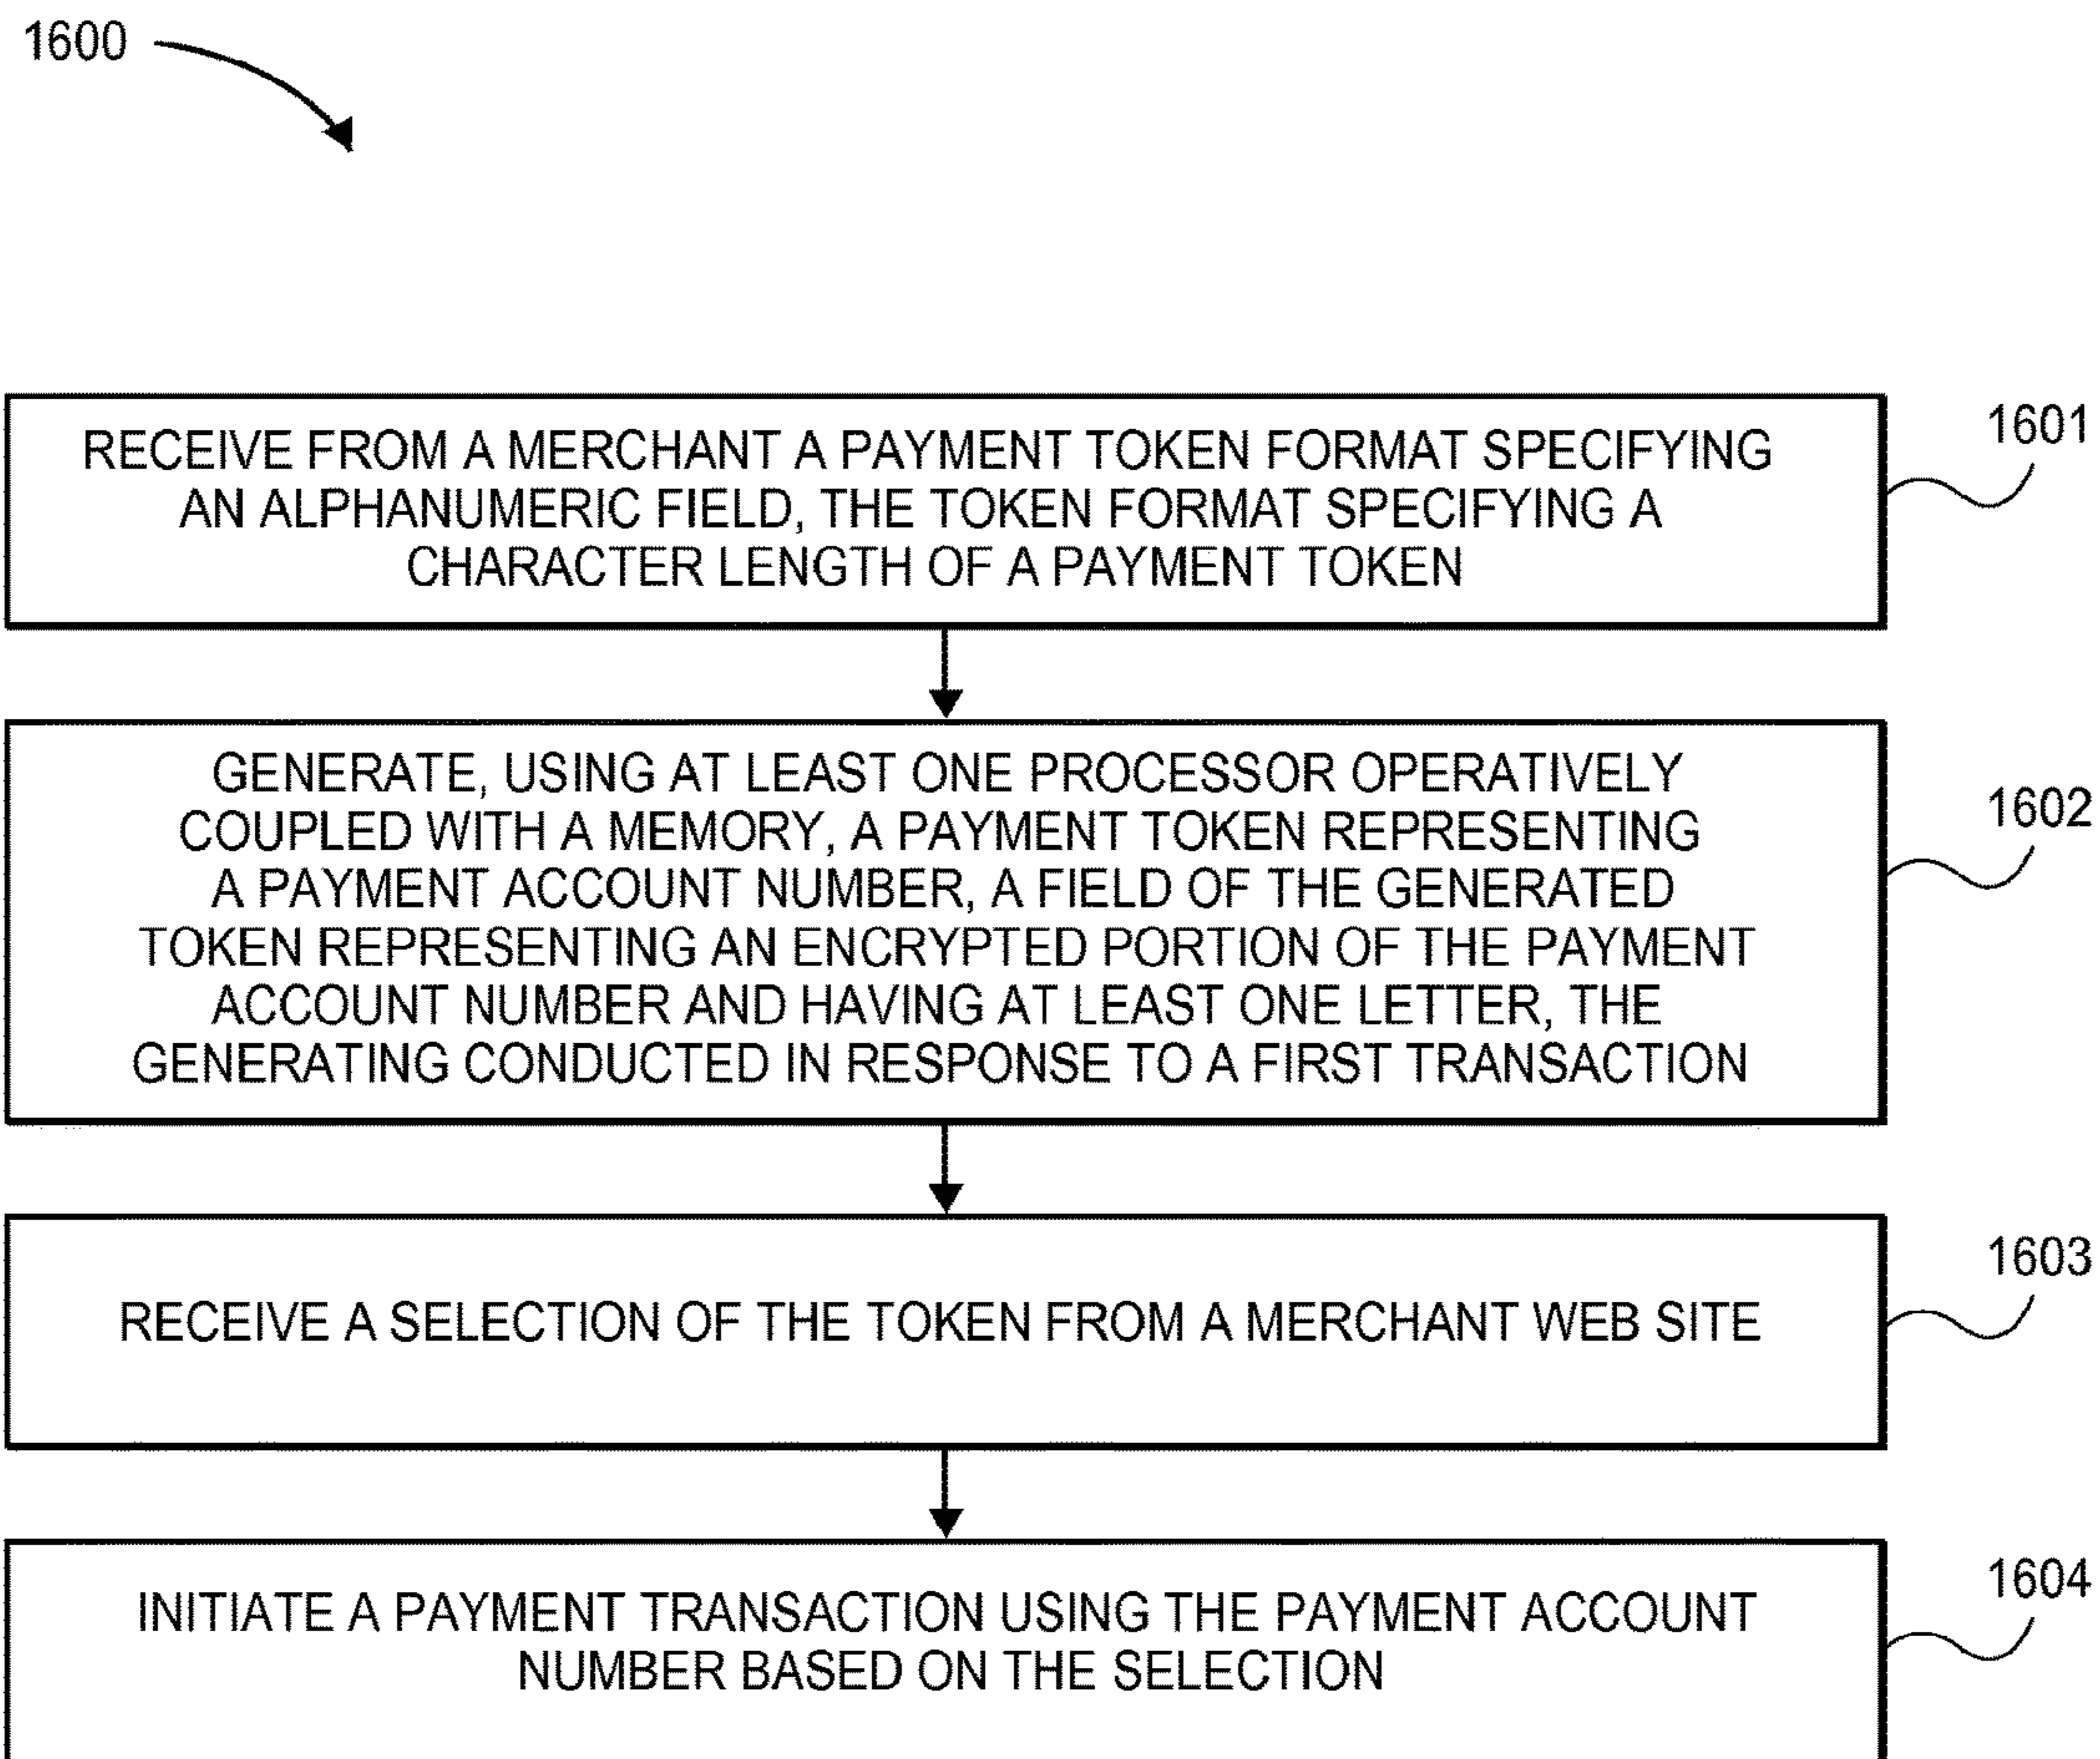 1600
RECEIVE FROM A MERCHANT A PAYMENT TOKEN FORMAT SPECIFYING
AN ALPHANUMERIC FIELD, THE TOKEN FORMAT SPECIFYING A
CHARACTER LENGTH OF A PAYMENT TOKEN
1601
GENERATE, USING AT LEAST ONE PROCESSOR OPERATIVELY
COUPLED WITH A MEMORY, A PAYMENT TOKEN REPRESENTING
A PAYMENT ACCOUNT NUMBER, A FIELD OF THE GENERATED
TOKEN REPRESENTING AN ENCRYPTED PORTION OF THE PAYMENT
ACCOUNT NUMBER AND HAVING AT LEAST ONE LETTER, THE
GENERATING CONDUCTED IN RESPONSE TO A FIRST TRANSACTION
1602
RECEIVE A SELECTION OF THE TOKEN FROM A MERCHANT WEB SITE
1603
INITIATE A PAYMENT TRANSACTION USING THE PAYMENT ACCOUNT
NUMBER BASED ON THE SELECTION
1604